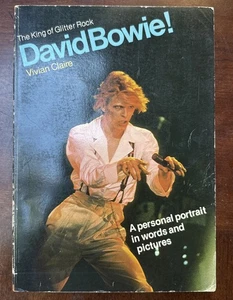 The King of Glitter Rock
David Bowie!
Vivian Claire
A personal portrait
in words and
pictures